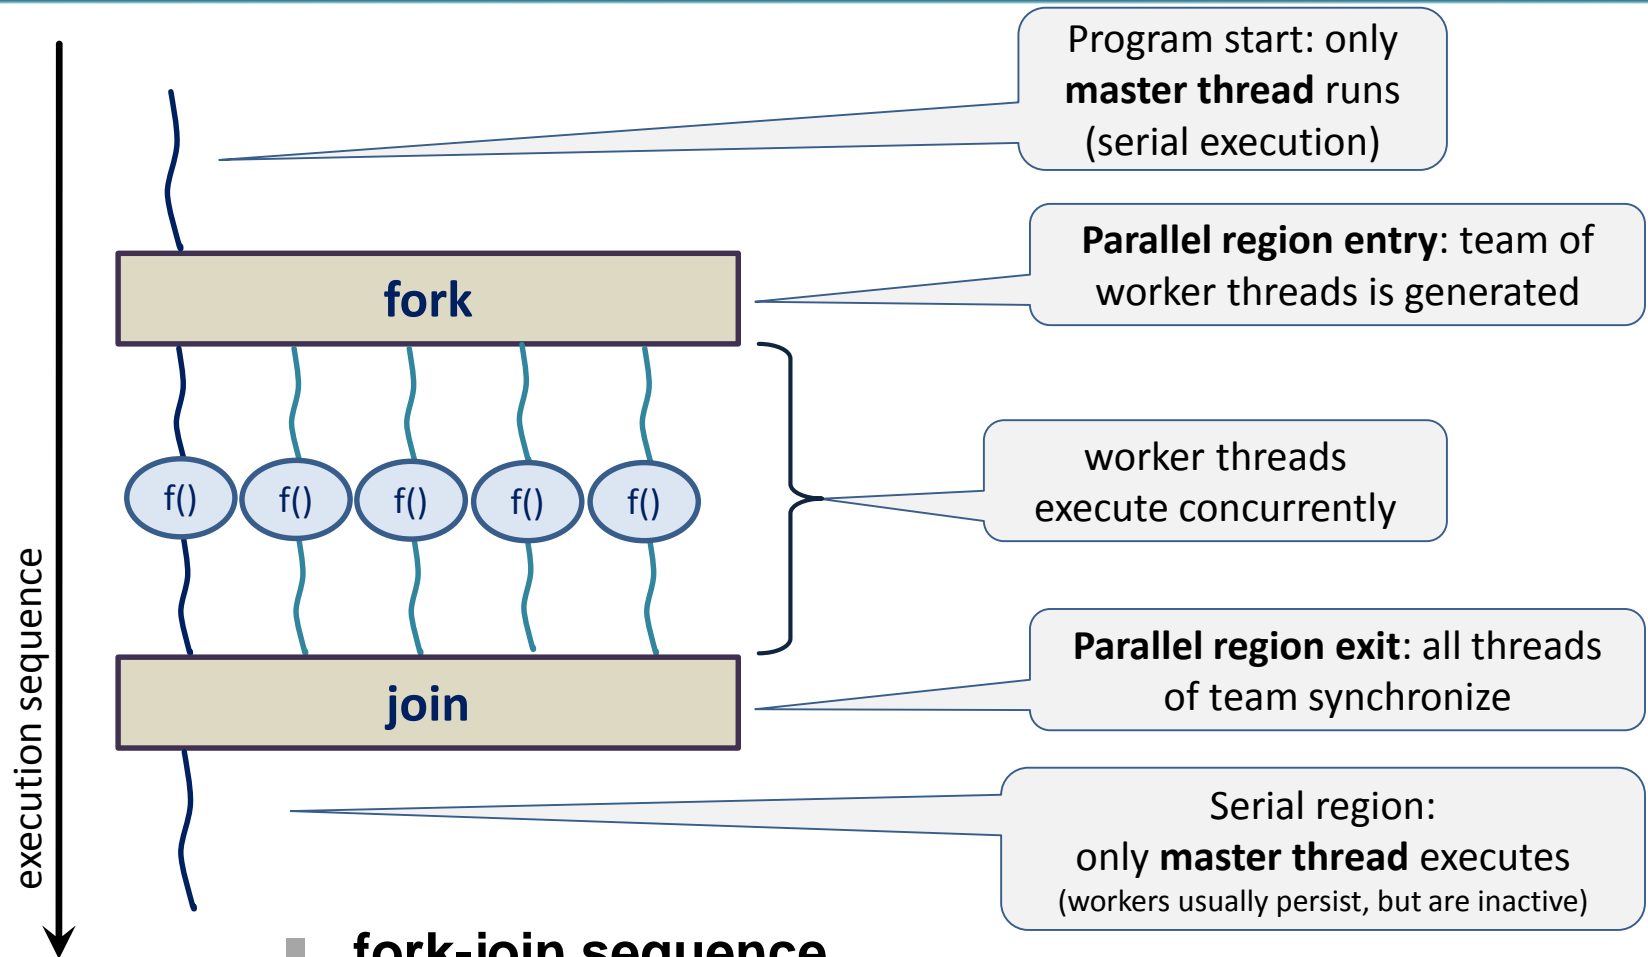 Program start: only
master thread runs
(serial execution)
Parallel region entry: team of
worker threads is generated
fork
f() f() f() f() f()
worker threads
execute concurrently
execution sequence
Parallel region exit: all threads
of team synchronize
join
Serial region:
only master thread executes
(workers usually persist, but are inactive)
fork-join sequence